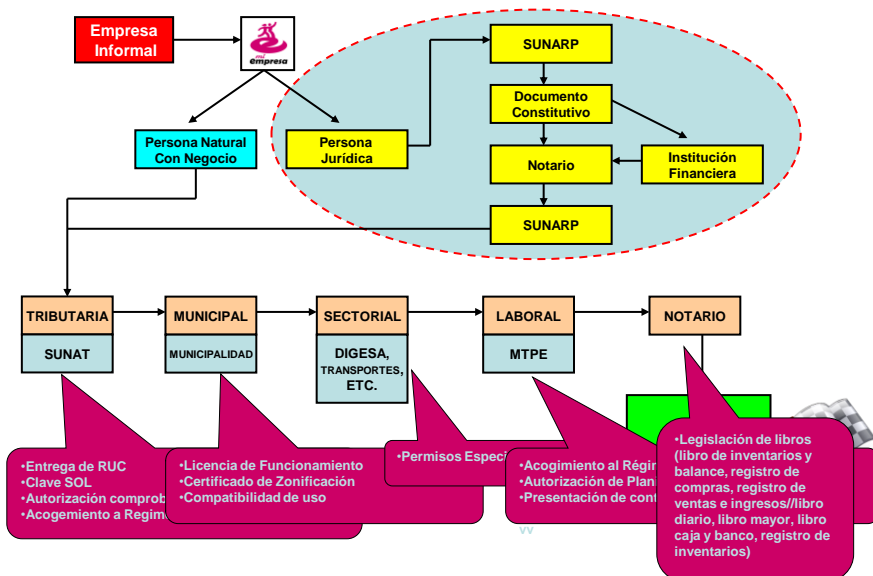 Empresa
Informal
mi
empresa
SUNARP
Documento
Constitutivo
Persona Natural
Con Negocio
Persona
Jurídica
Notario
Institución
Financiera
SUNARP
TRIBUTARIA
MUNICIPAL
SECTORIAL
LABORAL
NOTARIO
SUNAT
MUNICIPALIDAD
DIGESA,
TRANSPORTES,
ETC.
MTPE
•Entrega de RUC
•Clave SOL
•Autorización comprob
•Acogemiento a Regim
•Licencia de Funcionamiento
•Certificado de Zonificación
•Compatibilidad de uso
•Permisos Especi
•Acogimiento al Régim
•Autorización de Plan
•Presentación de cont
•Legislación de libros
(libro de inventarios y
balance, registro de
compras, registro de
ventas e ingresos//libro
diario, libro mayor, libro
caja y banco, registro de
inventarios)
vv